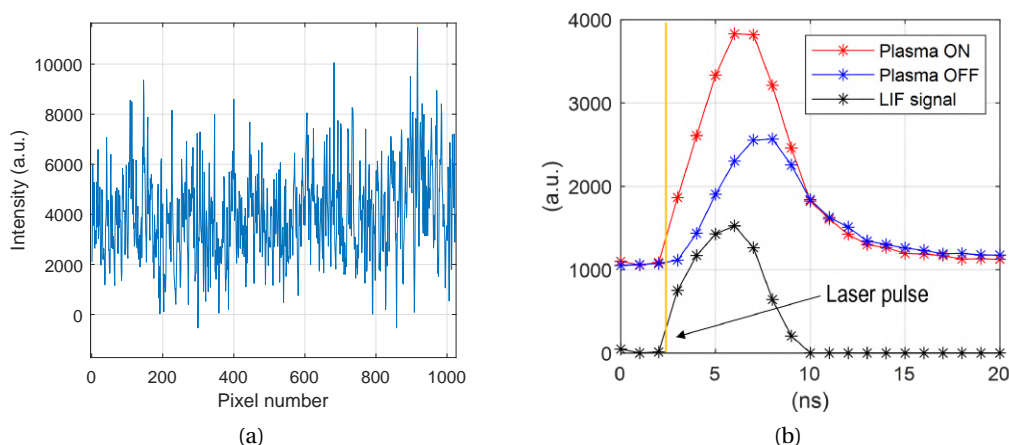 Intensity (a.u.)
10000
8000
6000
4000
2000
0
0
200
400
600
800
1000
Pixel number
(a)
(a.u.)
4000
3000
2000
1000
0
Plasma ON
Plasma OFF
LIF signal
Laser pulse
0
5
10
15
20
(ns)
(b)